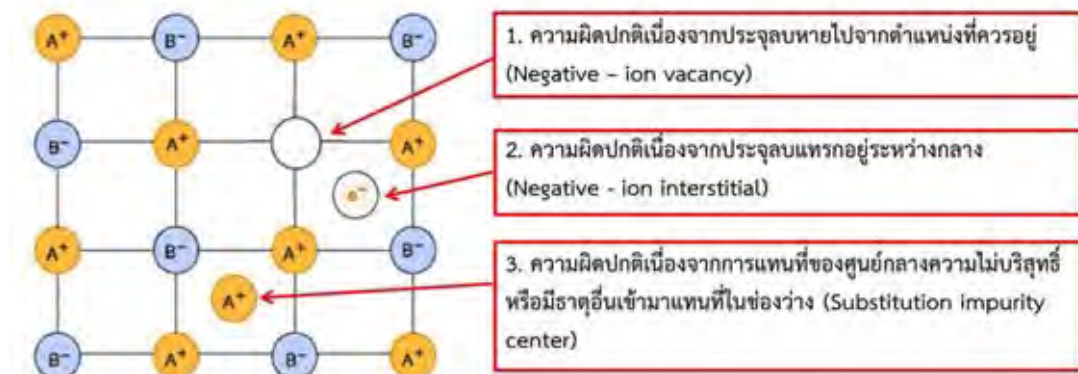 A⁺ B⁻ A⁺ B⁻
1. ความผิดปกติเนื่องจากประจุลบหายไปจากตำแหน่งที่ควรอยู่
(Negative – ion vacancy)
B⁻ A⁺ A⁺
2. ความผิดปกติเนื่องจากประจุลบแทรกอยู่ระหว่างกลาง
(Negative - ion interstitial)
e⁻
A⁺ B⁻ A⁺ B⁻
3. ความผิดปกติเนื่องจากการแทนที่ของศูนย์กลางความไม่บริสุทธิ์
หรือมีธาตุอื่นเข้ามาแทนที่ในช่องว่าง (Substitution impurity
center)
A⁺
B⁻ A⁺ B⁻ A⁺